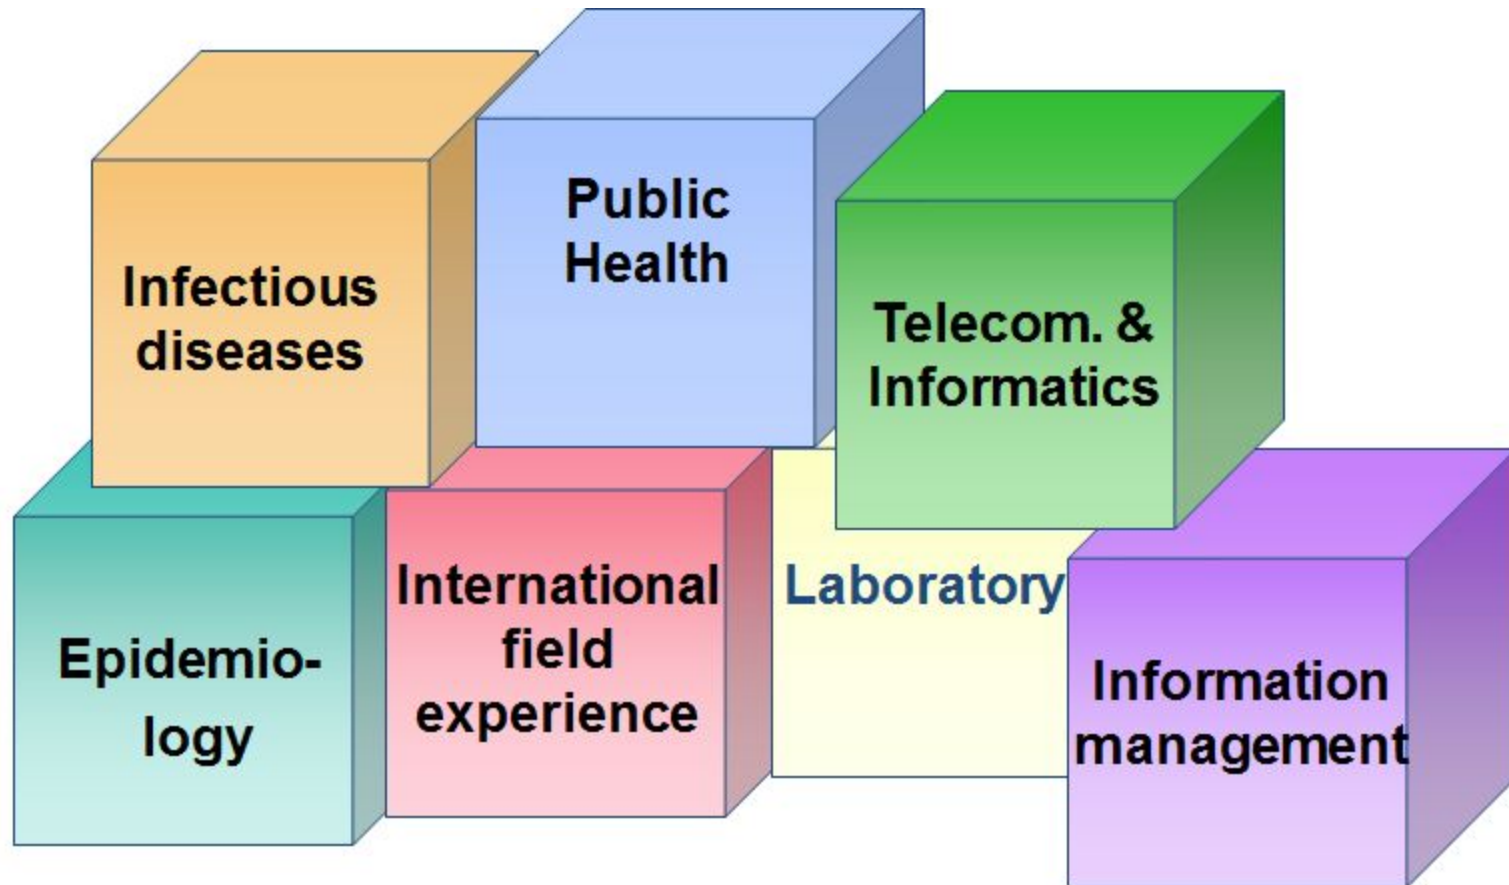 Infectious
diseases
Public
Health
Telecom. &
Informatics
Epidemio-
logy
International
field
experience
Laboratory
Information
management